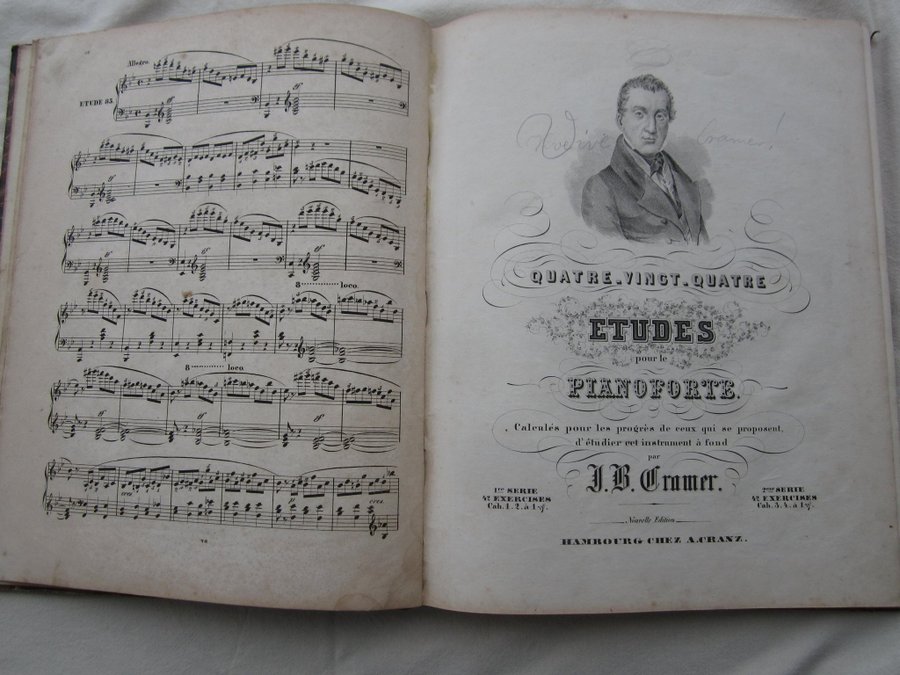 Allegro.
ETUDE 85.
8 loco.
8 loco.
cres
cres
Cramer!
QUATRE-VINGT-QUATRE
ETUDES
pour le
PIANOFORTE.
Calculés pour les progrès de ceux qui se proposent,
d'étudier cet instrument à fond
par
J. B. Cramer.
1re SERIE
42 EXERCISES
Cah. 1. 2. à 1
2me SERIE
42 EXERCISES
Cah. 3. 4. à 1
Nouvelle Edition
HAMBOURG CHEZ A. CRANZ.